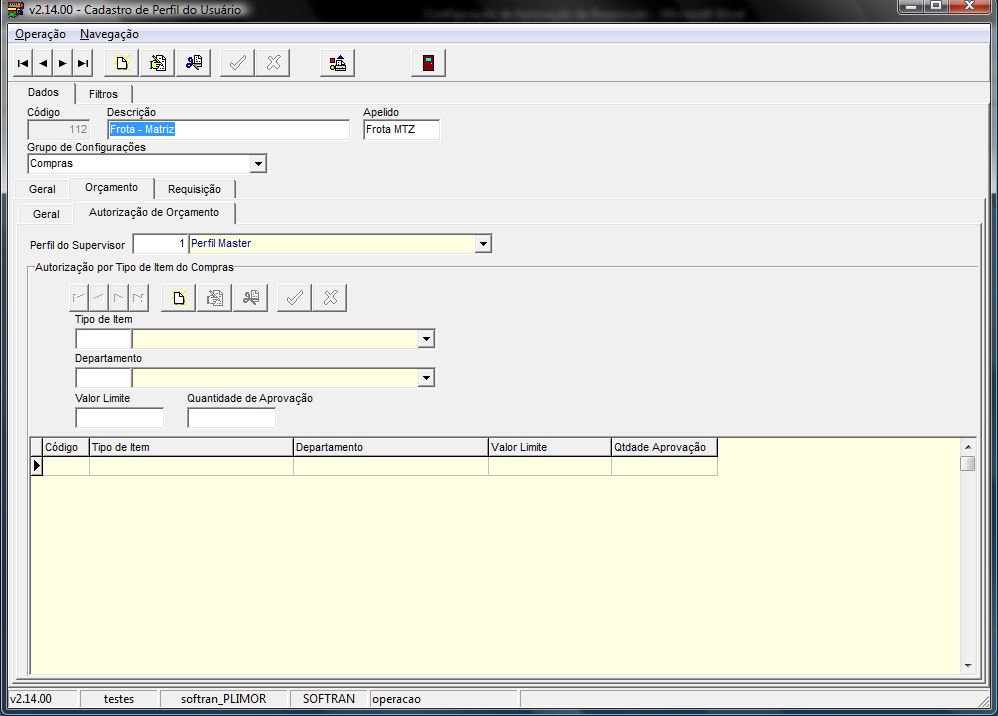 v2.14.00 - Cadastro de Perfil do Usuário
Operação Navegação
Dados Filtros
Código Descrição Apelido
112 Frota - Matriz Frota MTZ
Grupo de Configurações
Compras
Geral Orçamento Requisição
Geral Autorização de Orçamento
Perfil do Supervisor 1 Perfil Master
Autorização por Tipo de Item do Compras
Tipo de Item
Departamento
Valor Limite Quantidade de Aprovação
Código Tipo de Item Departamento Valor Limite Qtdade Aprovação
v2.14.00 testes softran_PLIMOR SOFTRAN operacao